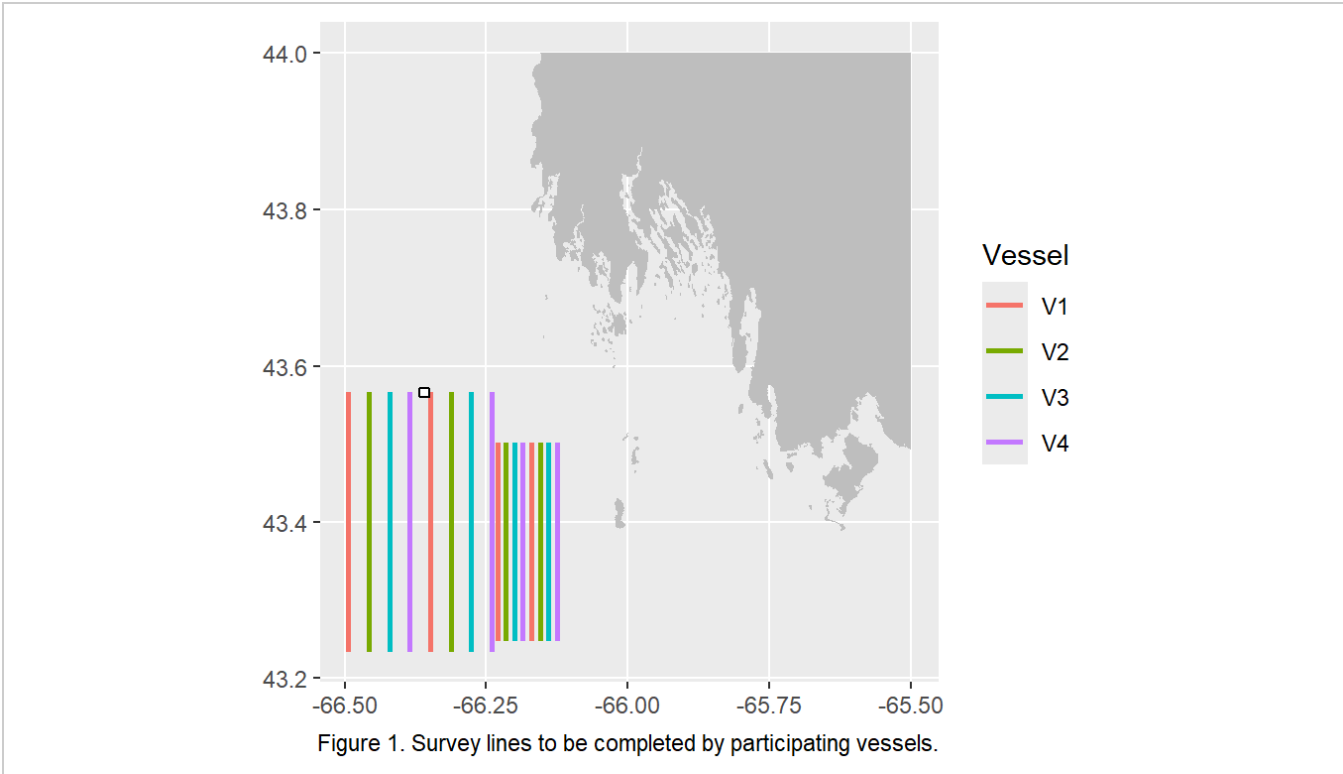 44.0
43.8
43.6
43.4
43.2
-66.50 -66.25 -66.00 -65.75 -65.50
Vessel
V1
V2
V3
V4
Figure 1. Survey lines to be completed by participating vessels.